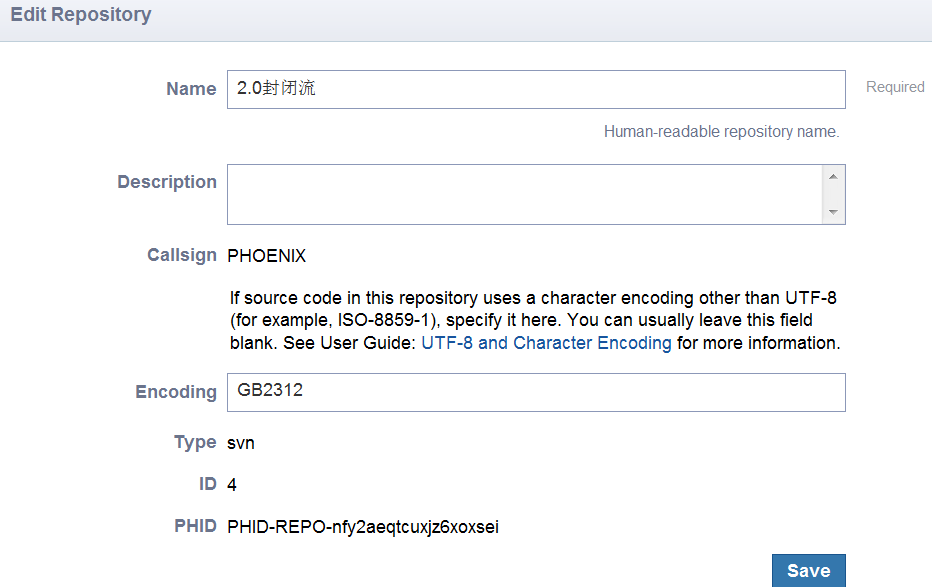 Edit Repository
Name 2.0封闭流 Required
Human-readable repository name.
Description
Callsign PHOENIX
If source code in this repository uses a character encoding other than UTF-8
(for example, ISO-8859-1), specify it here. You can usually leave this field
blank. See User Guide: UTF-8 and Character Encoding for more information.
Encoding GB2312
Type svn
ID 4
PHID PHID-REPO-nfy2aeqtcuxjz6xoxsei
Save